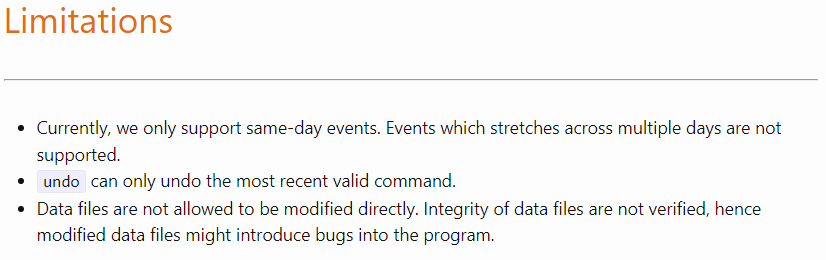 Limitations
Currently, we only support same-day events. Events which stretches across multiple days are not
supported.
undo can only undo the most recent valid command.
Data files are not allowed to be modified directly. Integrity of data files are not verified, hence
modified data files might introduce bugs into the program.